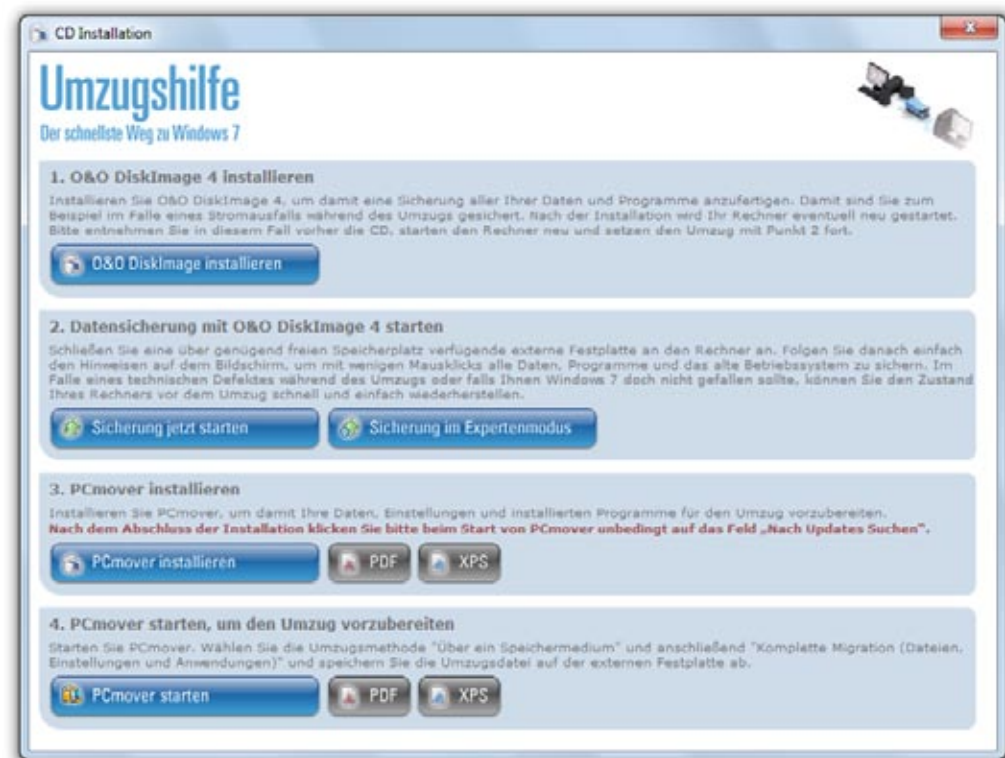 CD Installation
Umzugshilfe
Der schnellste Weg zu Windows 7
1. O&O DiskImage 4 installieren
Installieren Sie O&O DiskImage 4, um damit eine Sicherung aller Ihrer Daten und Programme anzufertigen. Damit sind Sie zum
Beispiel im Falle eines Stromausfalls während des Umzugs gesichert. Nach der Installation wird Ihr Rechner eventuell neu gestartet.
Bitte entnehmen Sie in diesem Fall vorher die CD, starten den Rechner neu und setzen den Umzug mit Punkt 2 fort.
O&O DiskImage installieren
2. Datensicherung mit O&O DiskImage 4 starten
Schließen Sie eine über genügend freien Speicherplatz verfügende externe Festplatte an den Rechner an. Folgen Sie danach einfach
den Hinweisen auf dem Bildschirm, um mit wenigen Mausklicks alle Daten, Programme und das alte Betriebssystem zu sichern. Im
Falle eines technischen Defektes während des Umzugs oder falls Ihnen Windows 7 doch nicht gefallen sollte, können Sie den Zustand
Ihres Rechners vor dem Umzug schnell und einfach wiederherstellen.
Sicherung jetzt starten
Sicherung im Expertenmodus
3. PCmover installieren
Installieren Sie PCmover, um damit Ihre Daten, Einstellungen und installierten Programme für den Umzug vorzubereiten.
Nach dem Abschluss der Installation klicken Sie bitte beim Start von PCmover unbedingt auf das Feld „Nach Updates Suchen".
PCmover installieren
PDF
XPS
4. PCmover starten, um den Umzug vorzubereiten
Starten Sie PCmover. Wählen Sie die Umzugsmethode "Über ein Speichermedium" und anschließend "Komplette Migration (Dateien,
Einstellungen und Anwendungen)" und speichern Sie die Umzugsdatei auf der externen Festplatte ab.
PCmover starten
PDF
XPS